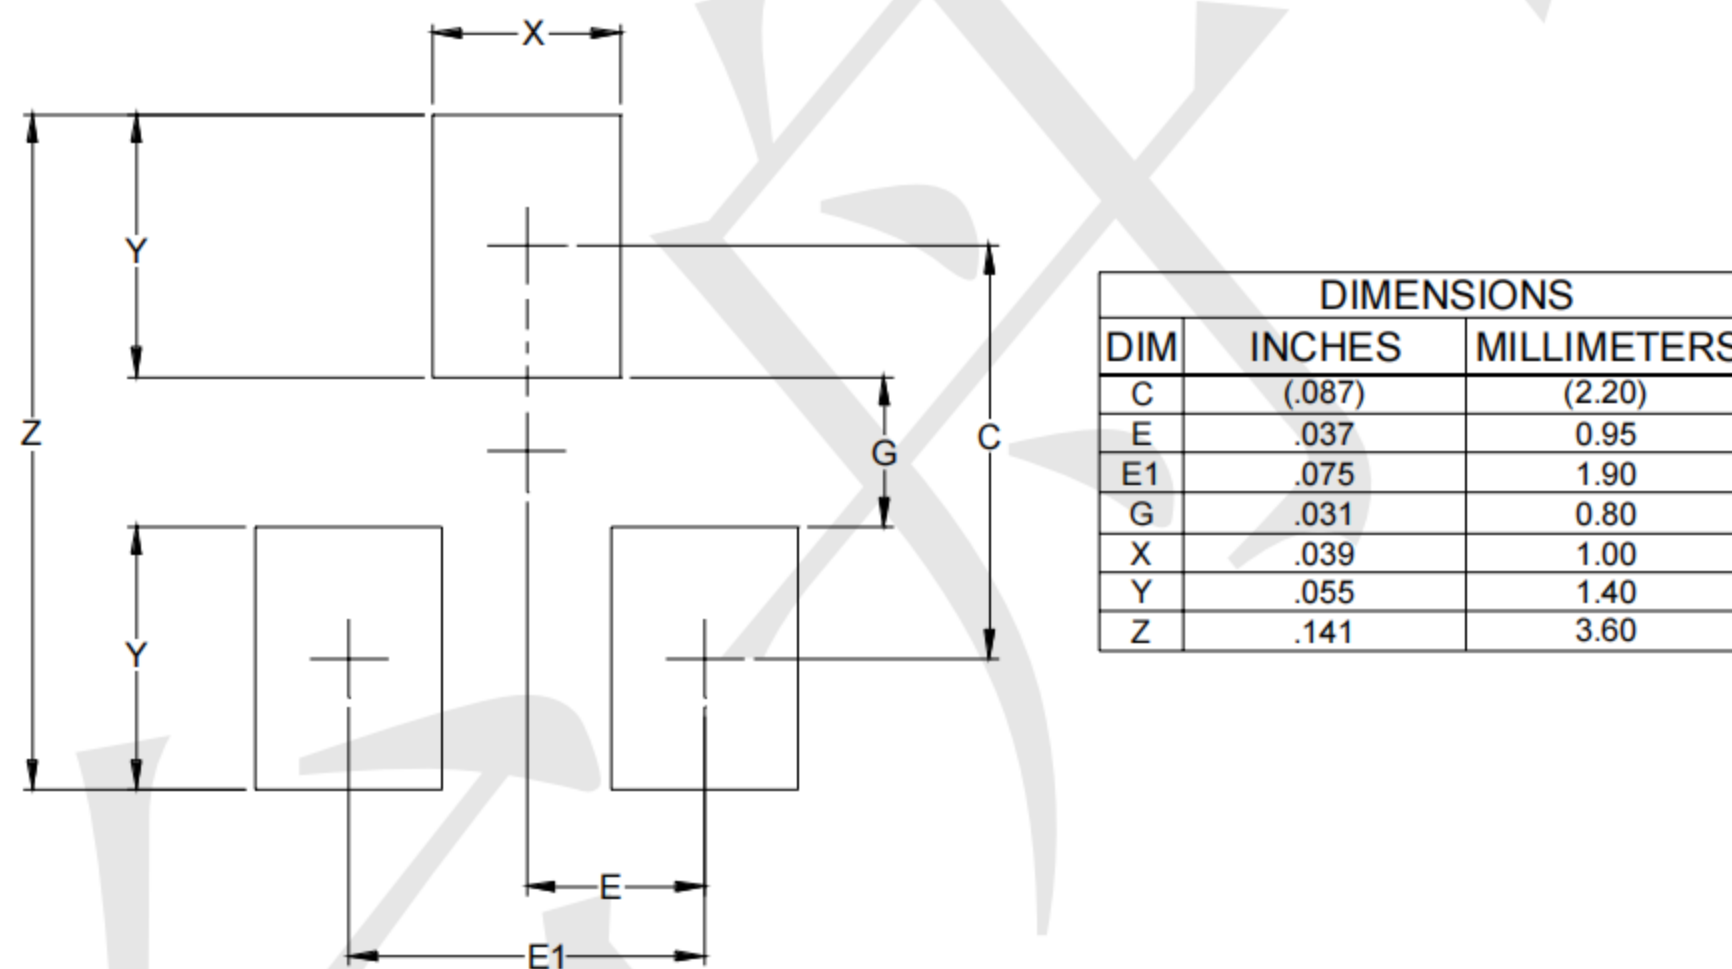 X
Y
Z
G
C
Y
E
E1
DIMENSIONS
DIM INCHES MILLIMETERS
C (.087) (2.20)
E .037 0.95
E1 .075 1.90
G .031 0.80
X .039 1.00
Y .055 1.40
Z .141 3.60